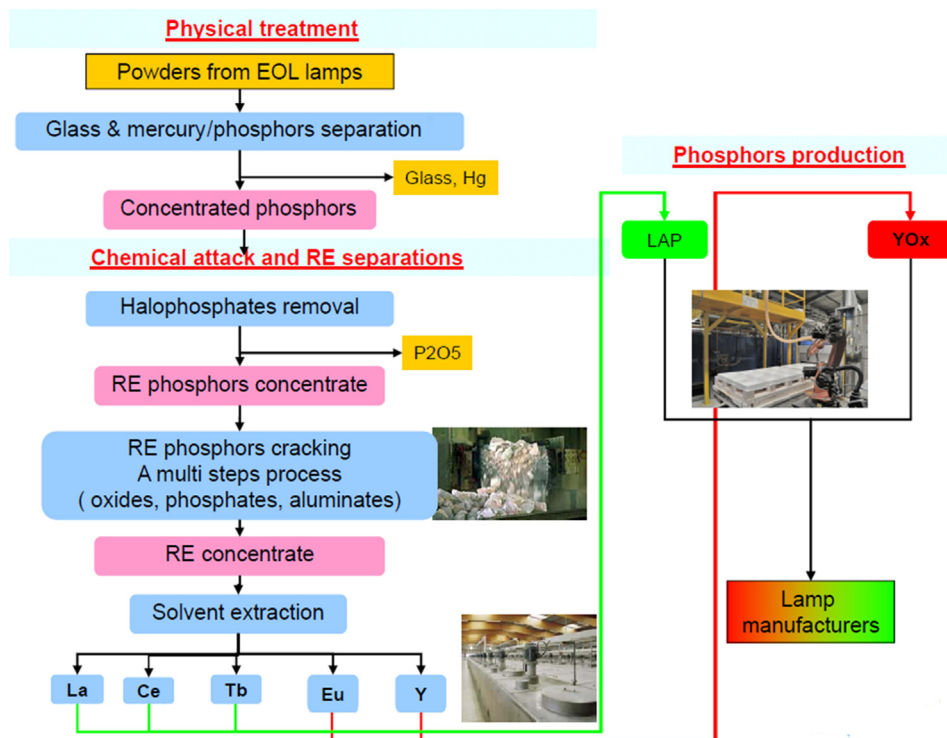 Physical treatment
Powders from EOL lamps
Glass & mercury/phosphors separation
Glass, Hg
Concentrated phosphors
Chemical attack and RE separations
Halophosphates removal
P2O5
RE phosphors concentrate
RE phosphors cracking
A multi steps process
( oxides, phosphates, aluminates)
RE concentrate
Solvent extraction
La
Ce
Tb
Eu
Y
Phosphors production
LAP
YOx
Lamp
manufacturers